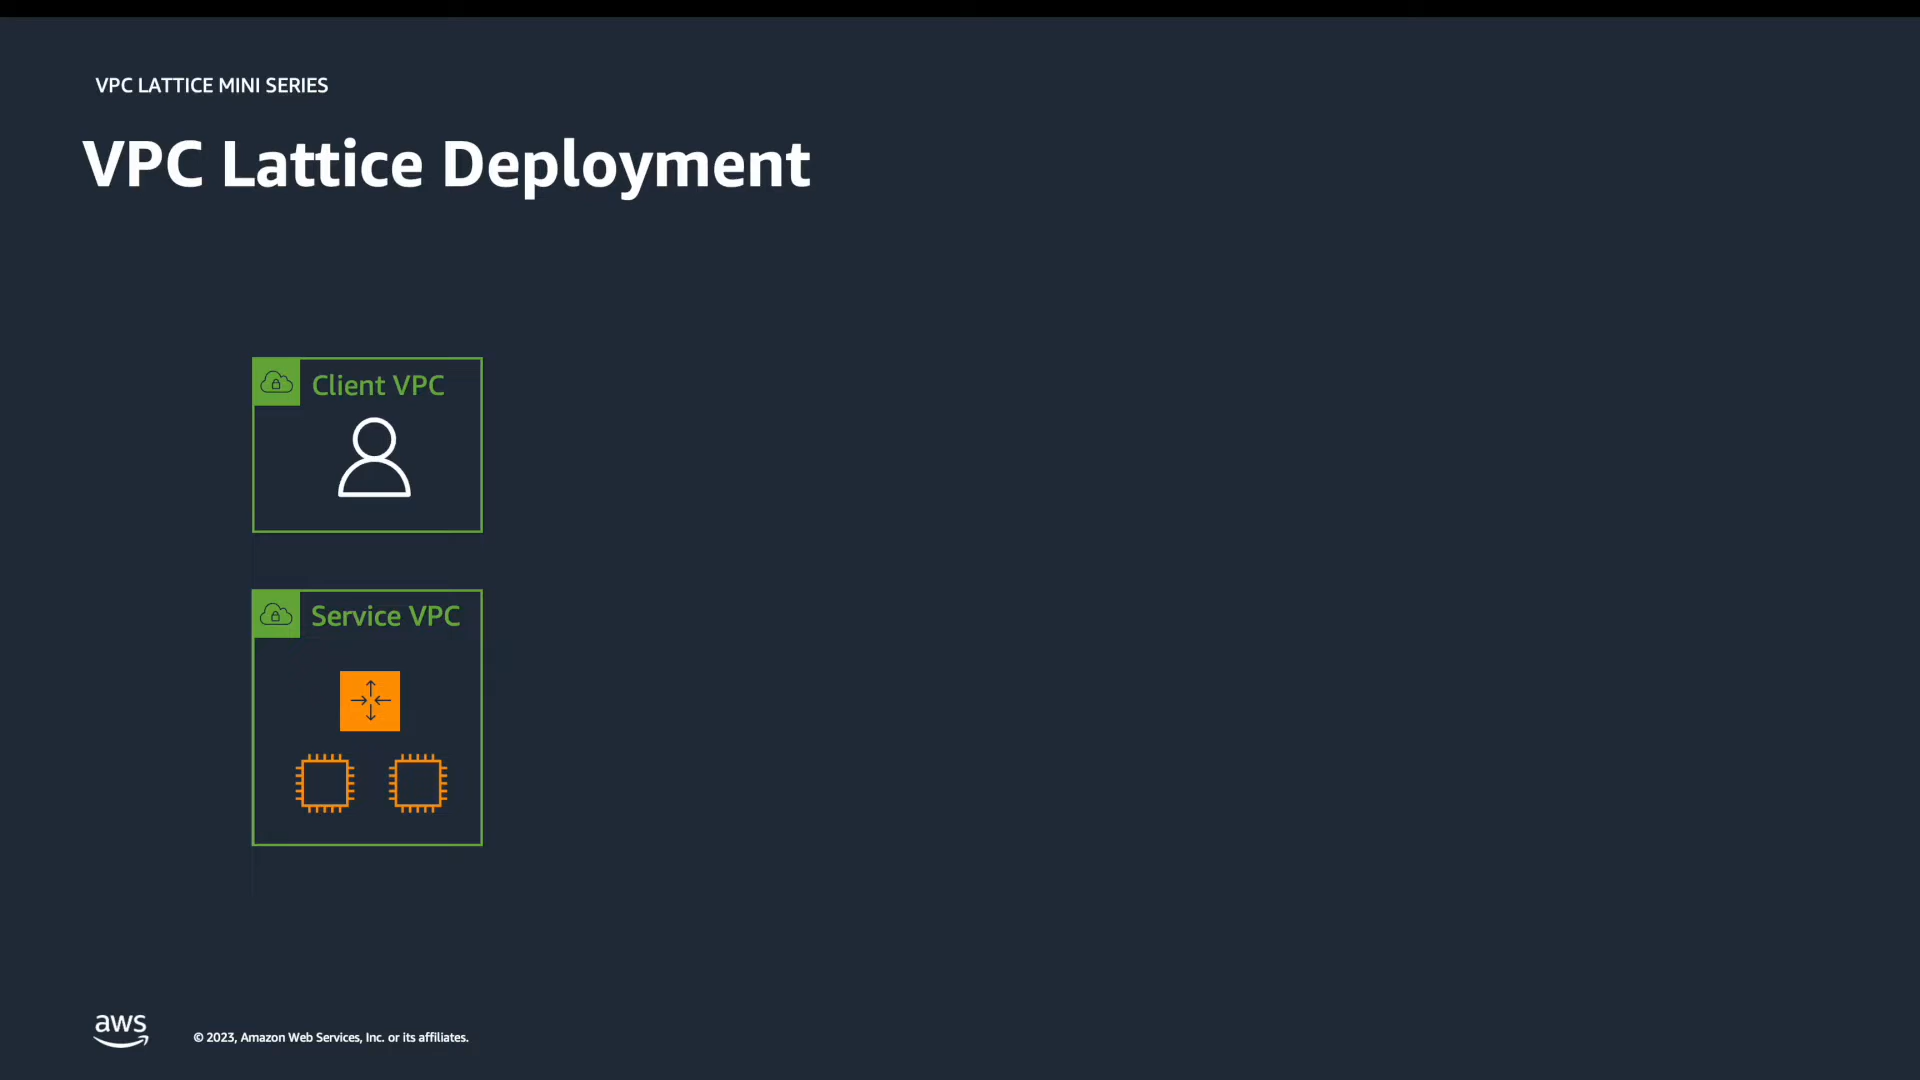 VPC LATTICE MINI SERIES
VPC Lattice Deployment
Client VPC
Service VPC
aws
© 2023, Amazon Web Services, Inc. or its affiliates.